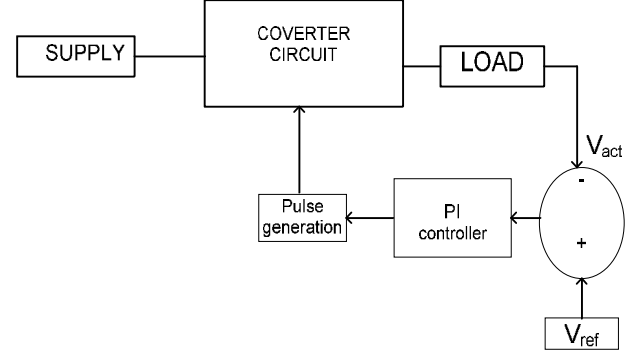 SUPPLY
COVERTER
CIRCUIT
LOAD
Vact
-
+
PI
controller
Pulse
generation
Vref